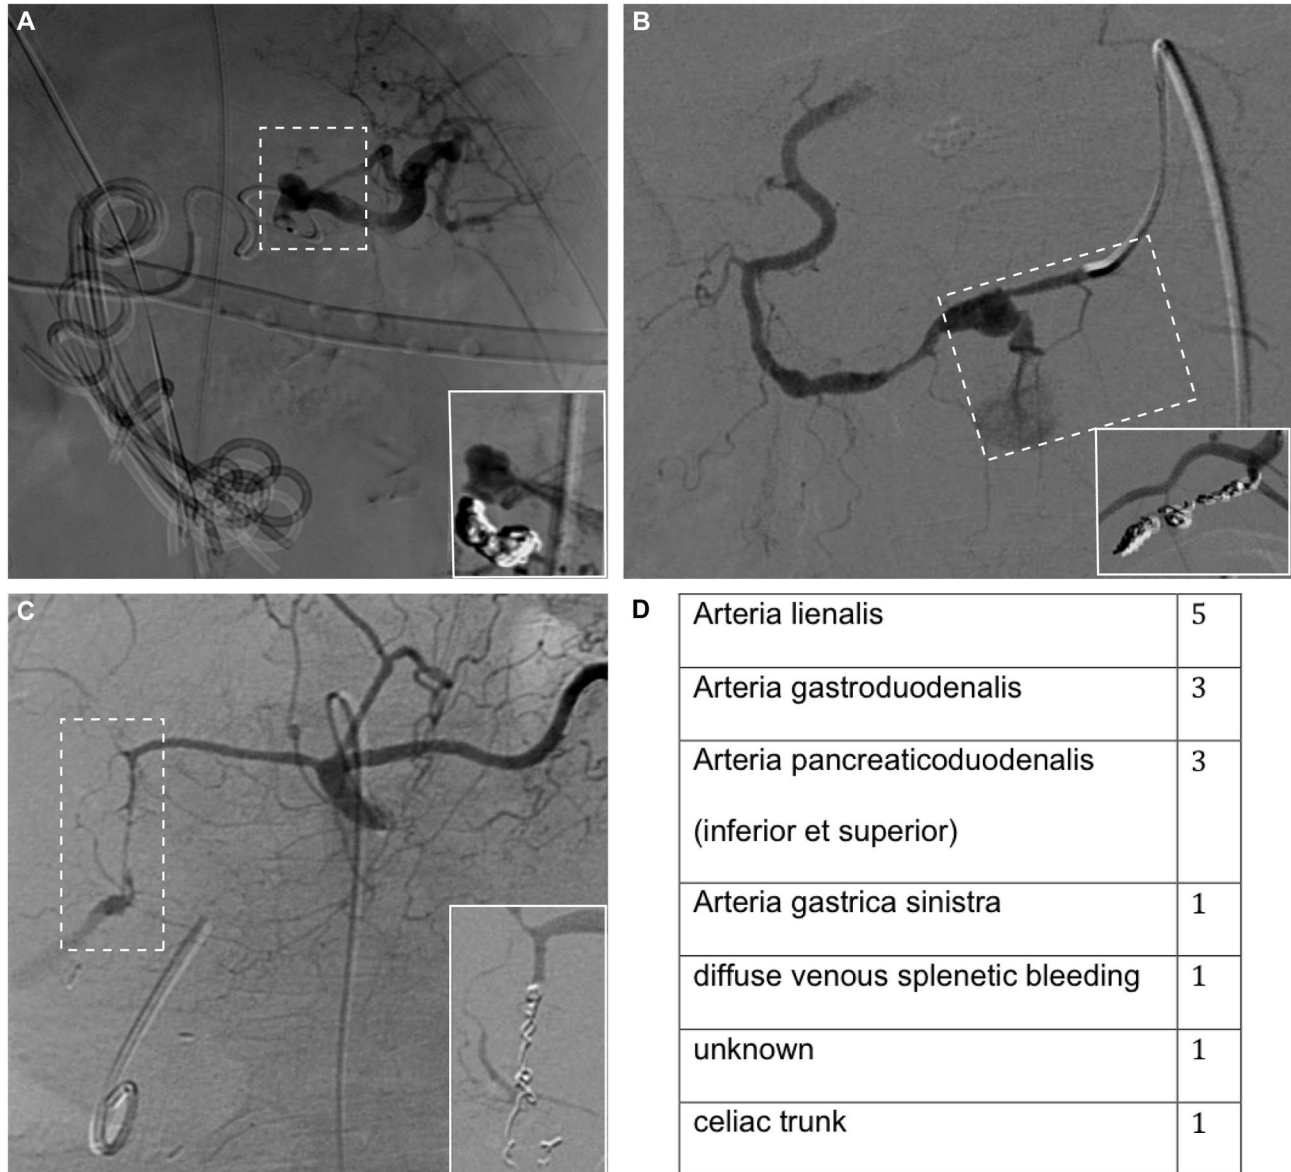 A
B
C
D
Arteria lienalis 5
Arteria gastroduodenalis 3
Arteria pancreaticoduodenalis 3
(inferior et superior)
Arteria gastrica sinistra 1
diffuse venous splenetic bleeding 1
unknown 1
celiac trunk 1